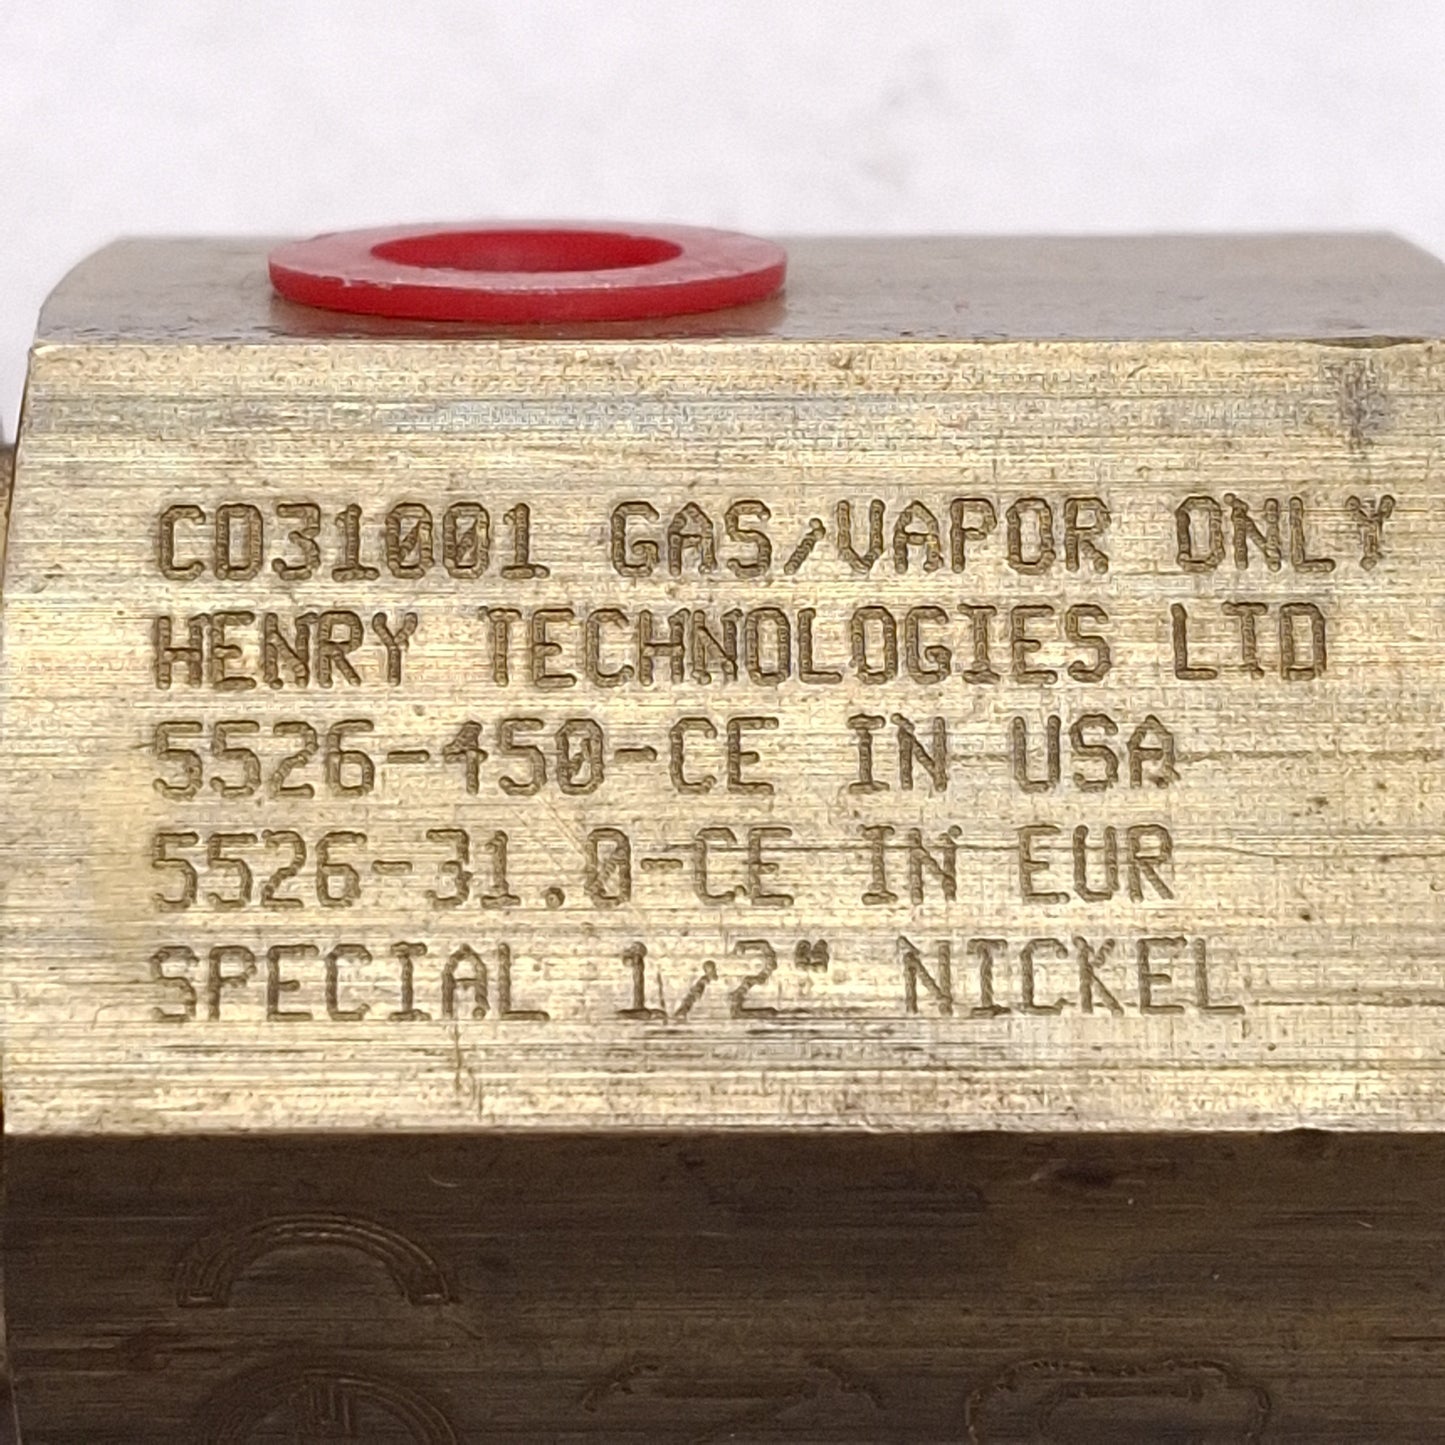 CD31001 GAS/VAPOR ONLY
HENRY TECHNOLOGIES LTD
5526-450-CE IN USA
5526-31.0-CE IN EUR
SPECIAL 1/2" NICKEL